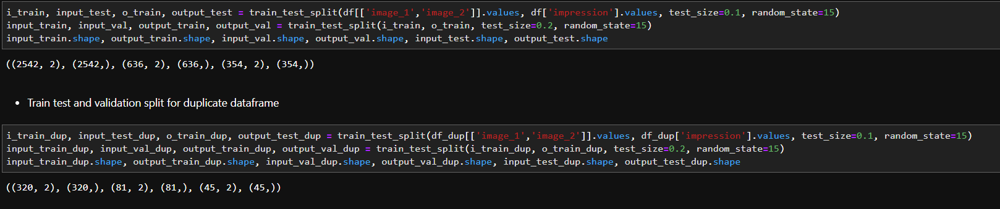 i_train, input_test, o_train, output_test = train_test_split(df[['image_1','image_2']].values, df['impression'].values, test_size=0.1, random_state=15)
input_train, input_val, output_train, output_val = train_test_split(i_train, o_train, test_size=0.2, random_state=15)
input_train.shape, output_train.shape, input_val.shape, output_val.shape, input_test.shape, output_test.shape
((2542, 2), (2542,), (636, 2), (636,), (354, 2), (354,))
• Train test and validation split for duplicate dataframe
i_train_dup, input_test_dup, o_train_dup, output_test_dup = train_test_split(df_dup[['image_1','image_2']].values, df_dup['impression'].values, test_size=0.1, random_state=15)
input_train_dup, input_val_dup, output_train_dup, output_val_dup = train_test_split(i_train_dup, o_train_dup, test_size=0.2, random_state=15)
input_train_dup.shape, output_train_dup.shape, input_val_dup.shape, output_val_dup.shape, input_test_dup.shape, output_test_dup.shape
((320, 2), (320,), (81, 2), (81,), (45, 2), (45,))